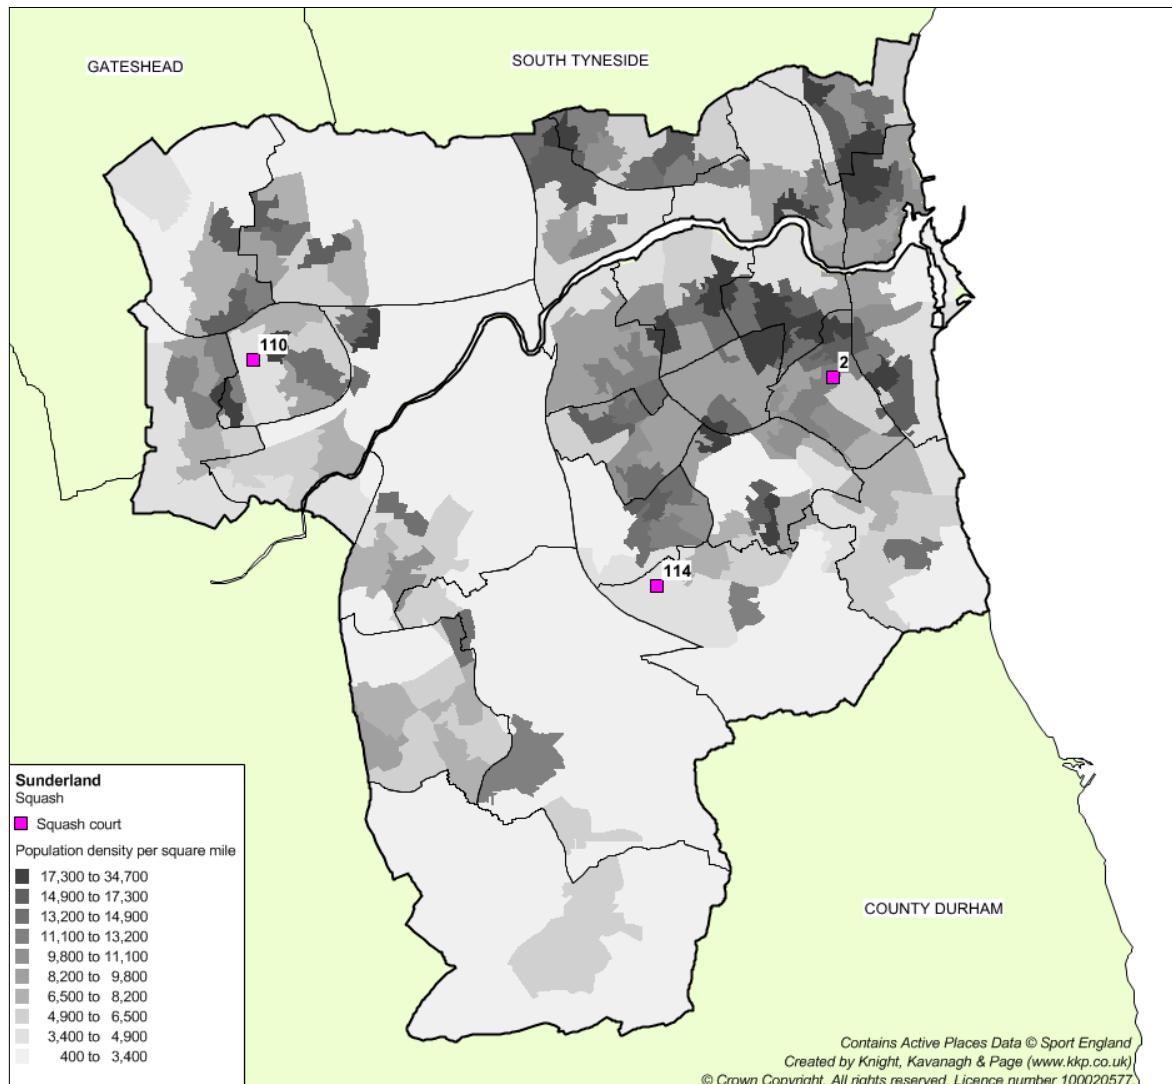 GATESHEAD
SOUTH TYNESIDE
110
2
114
COUNTY DURHAM
Sunderland
Squash
Squash court
Population density per square mile
17,300 to 34,700
14,900 to 17,300
13,200 to 14,900
11,100 to 13,200
9,800 to 11,100
8,200 to 9,800
6,500 to 8,200
4,900 to 6,500
3,400 to 4,900
400 to 3,400
Contains Active Places Data © Sport England
Created by Knight, Kavanagh & Page (www.kkp.co.uk)
© Crown Copyright. All rights reserved. Licence number 100020577